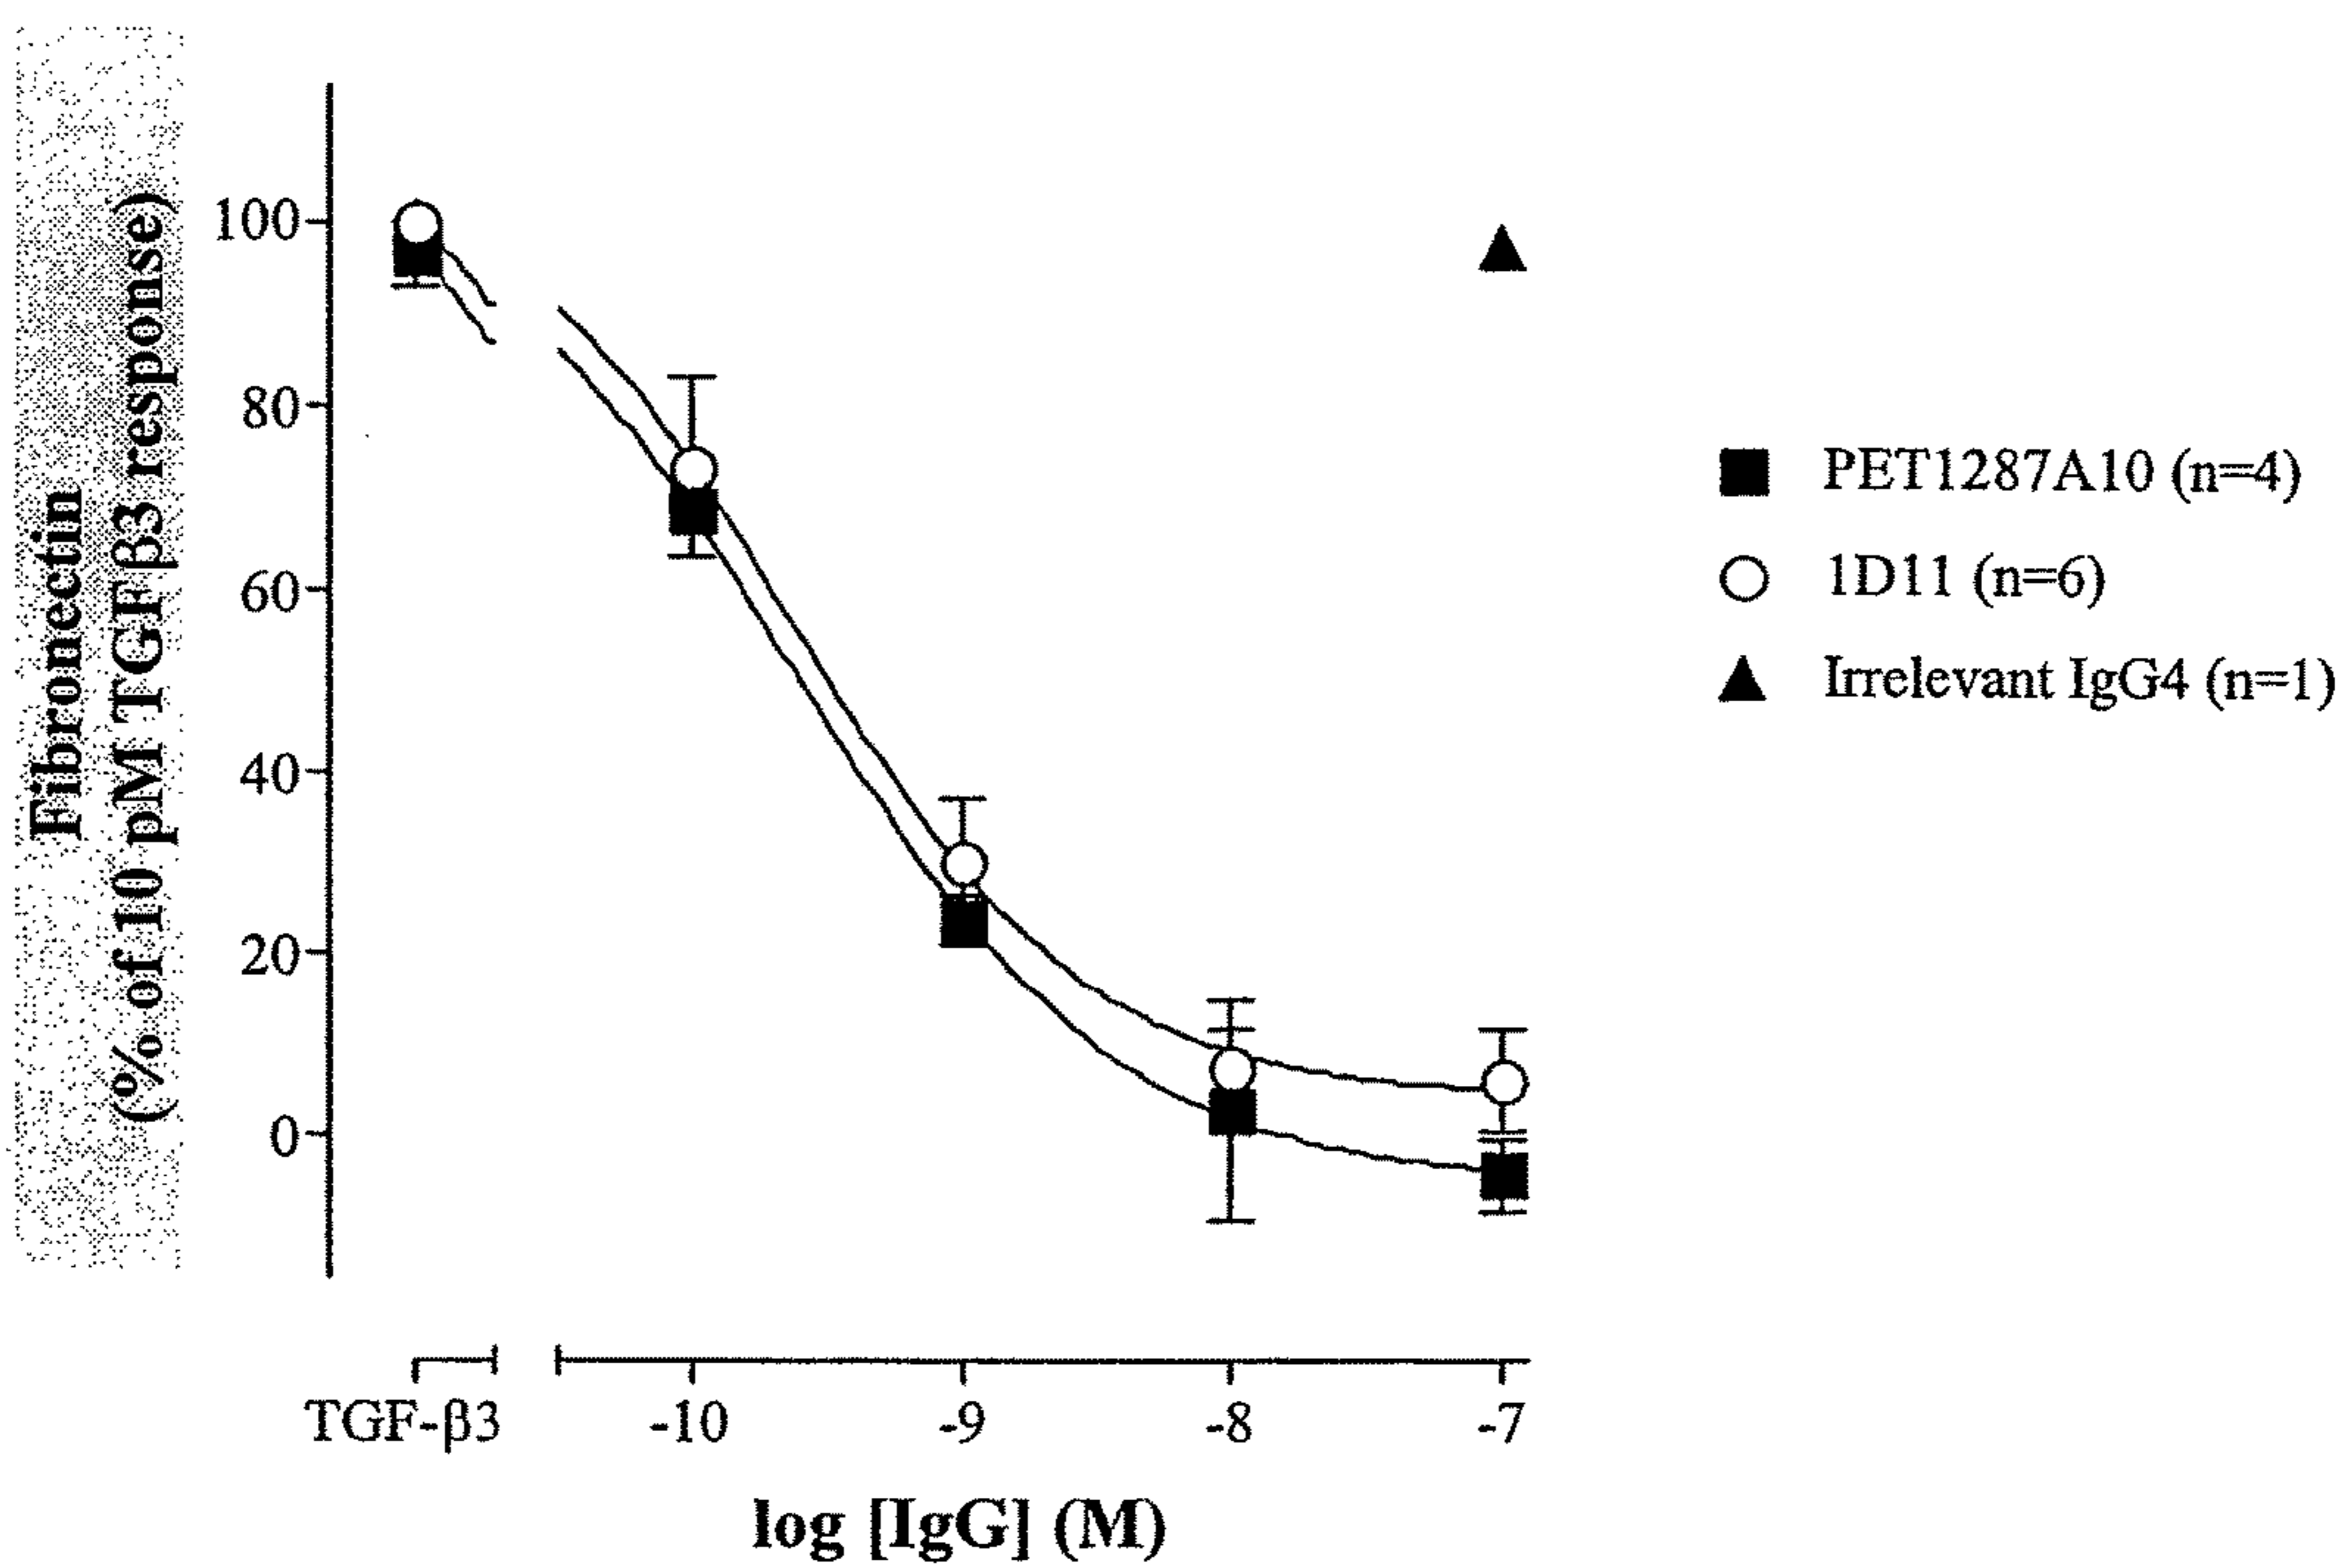 Fibronectin
(% of 10 pM TGFβ3 response)
100
80
60
40
20
0
PET1287A10 (n=4)
1D11 (n=6)
Irrelevant IgG4 (n=1)
TGF-β3 -10 -9 -8 -7
log [IgG] (M)